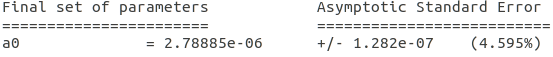 Final set of parameters            Asymptotic Standard Error
=======================            ==========================
a0              = 2.78885e-06      +/- 1.282e-07    (4.595%)